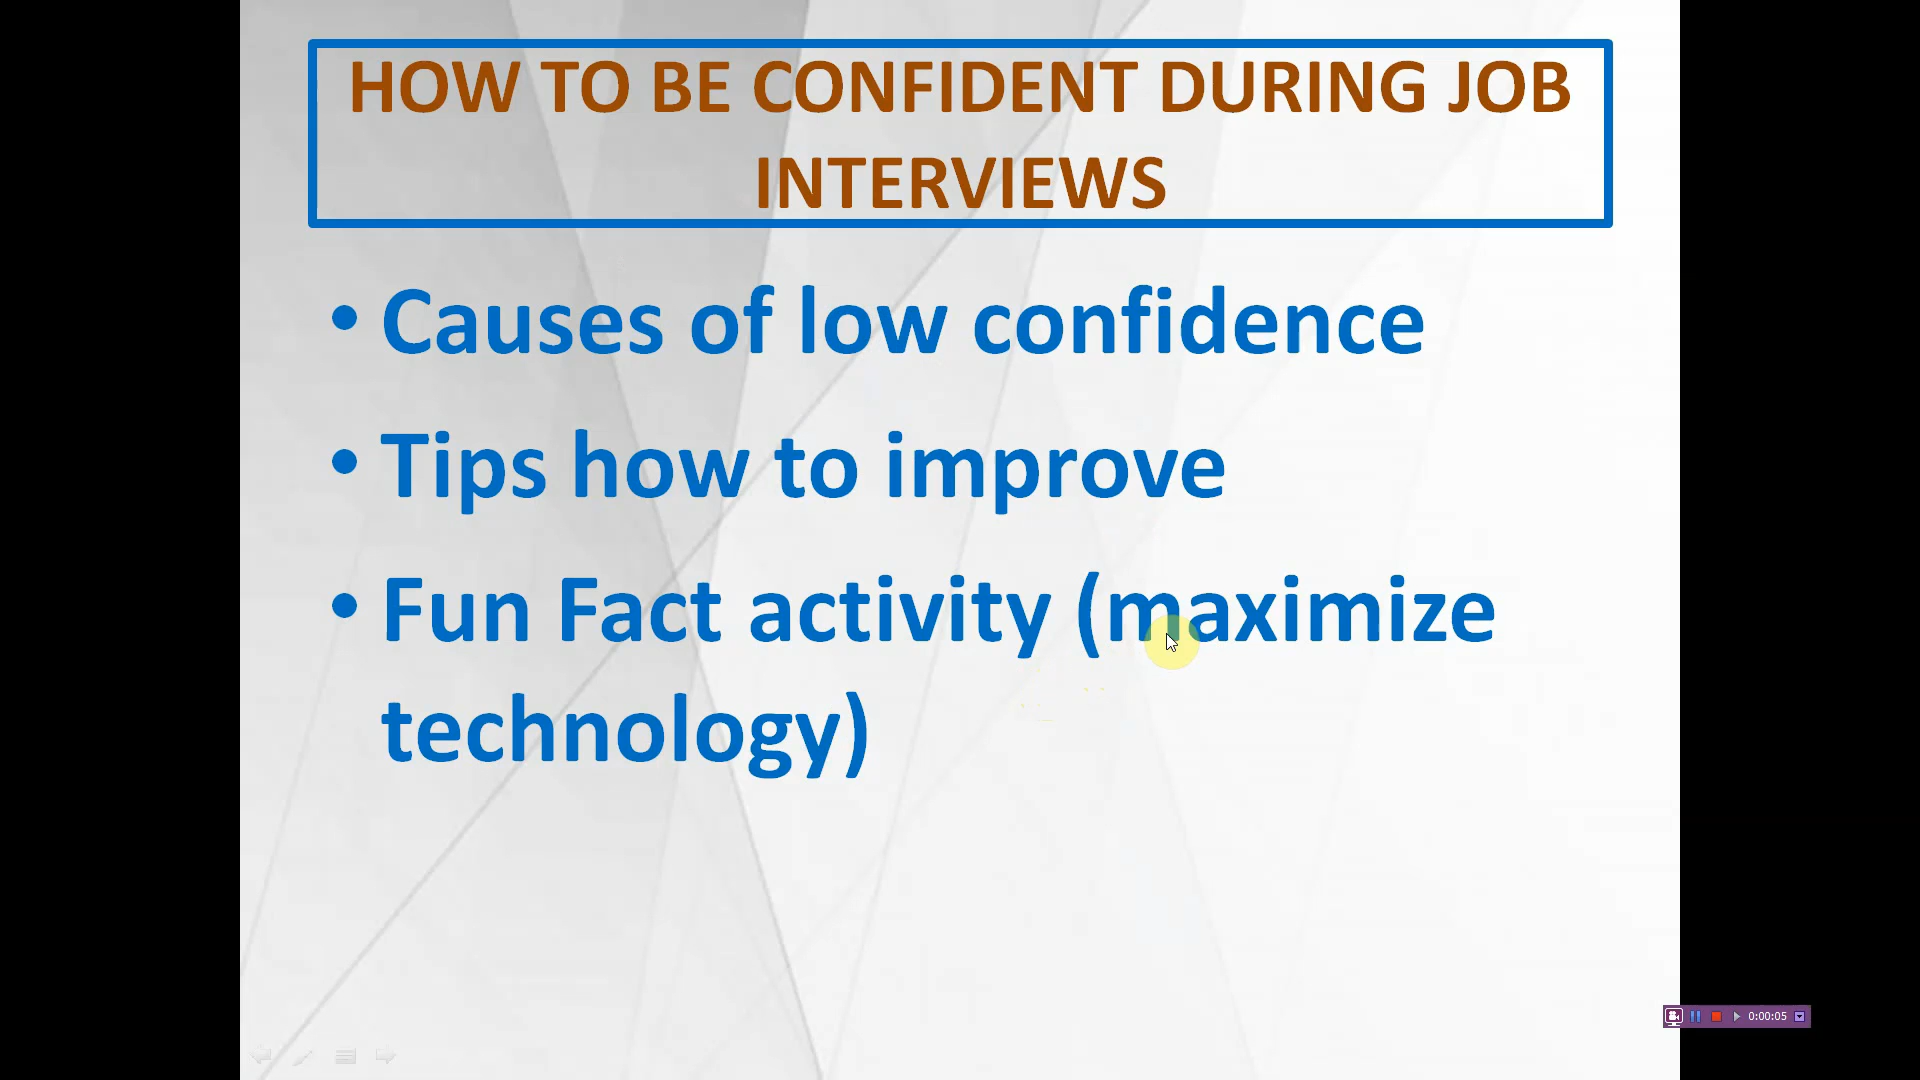 HOW TO BE CONFIDENT DURING JOB
INTERVIEWS
• Causes of low confidence
• Tips how to improve
• Fun Fact activity (maximize
technology)
0:00:05